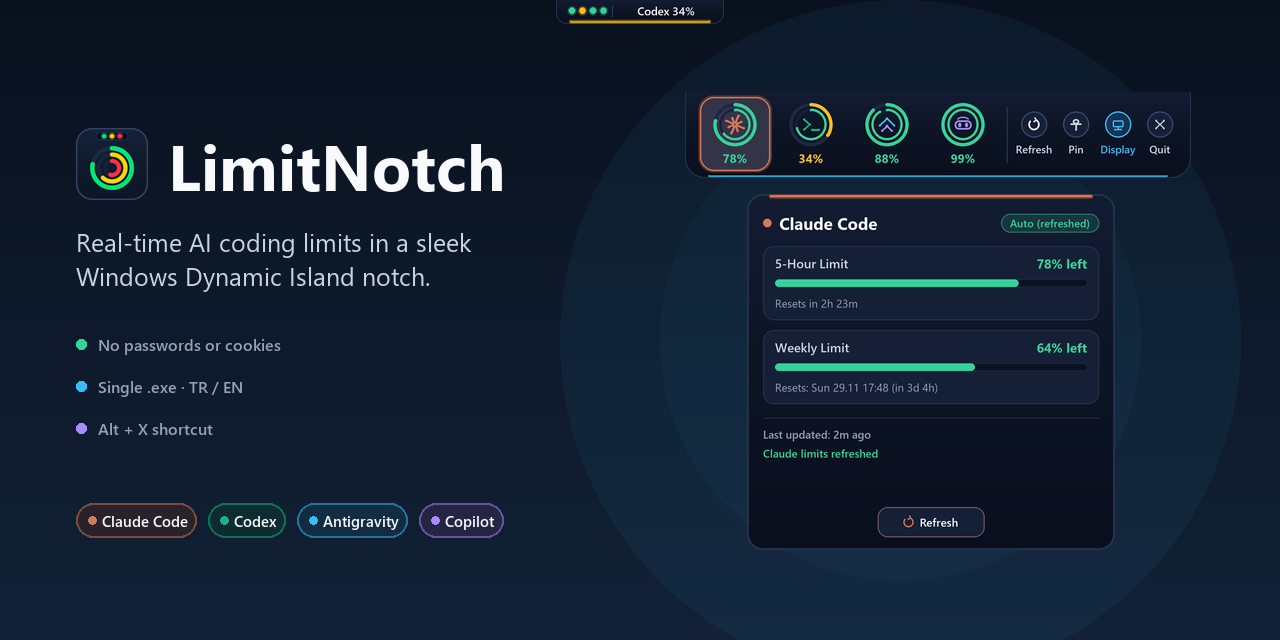 Codex 34%
LimitNotch
Real-time AI coding limits in a sleek
Windows Dynamic Island notch.
No passwords or cookies
Single .exe · TR / EN
Alt + X shortcut
Claude Code
Codex
Antigravity
Copilot
78%
34%
88%
99%
Refresh
Pin
Display
Quit
Claude Code
Auto (refreshed)
5-Hour Limit
78% left
Resets in 2h 23m
Weekly Limit
64% left
Resets: Sun 29.11 17:48 (in 3d 4h)
Last updated: 2m ago
Claude limits refreshed
Refresh